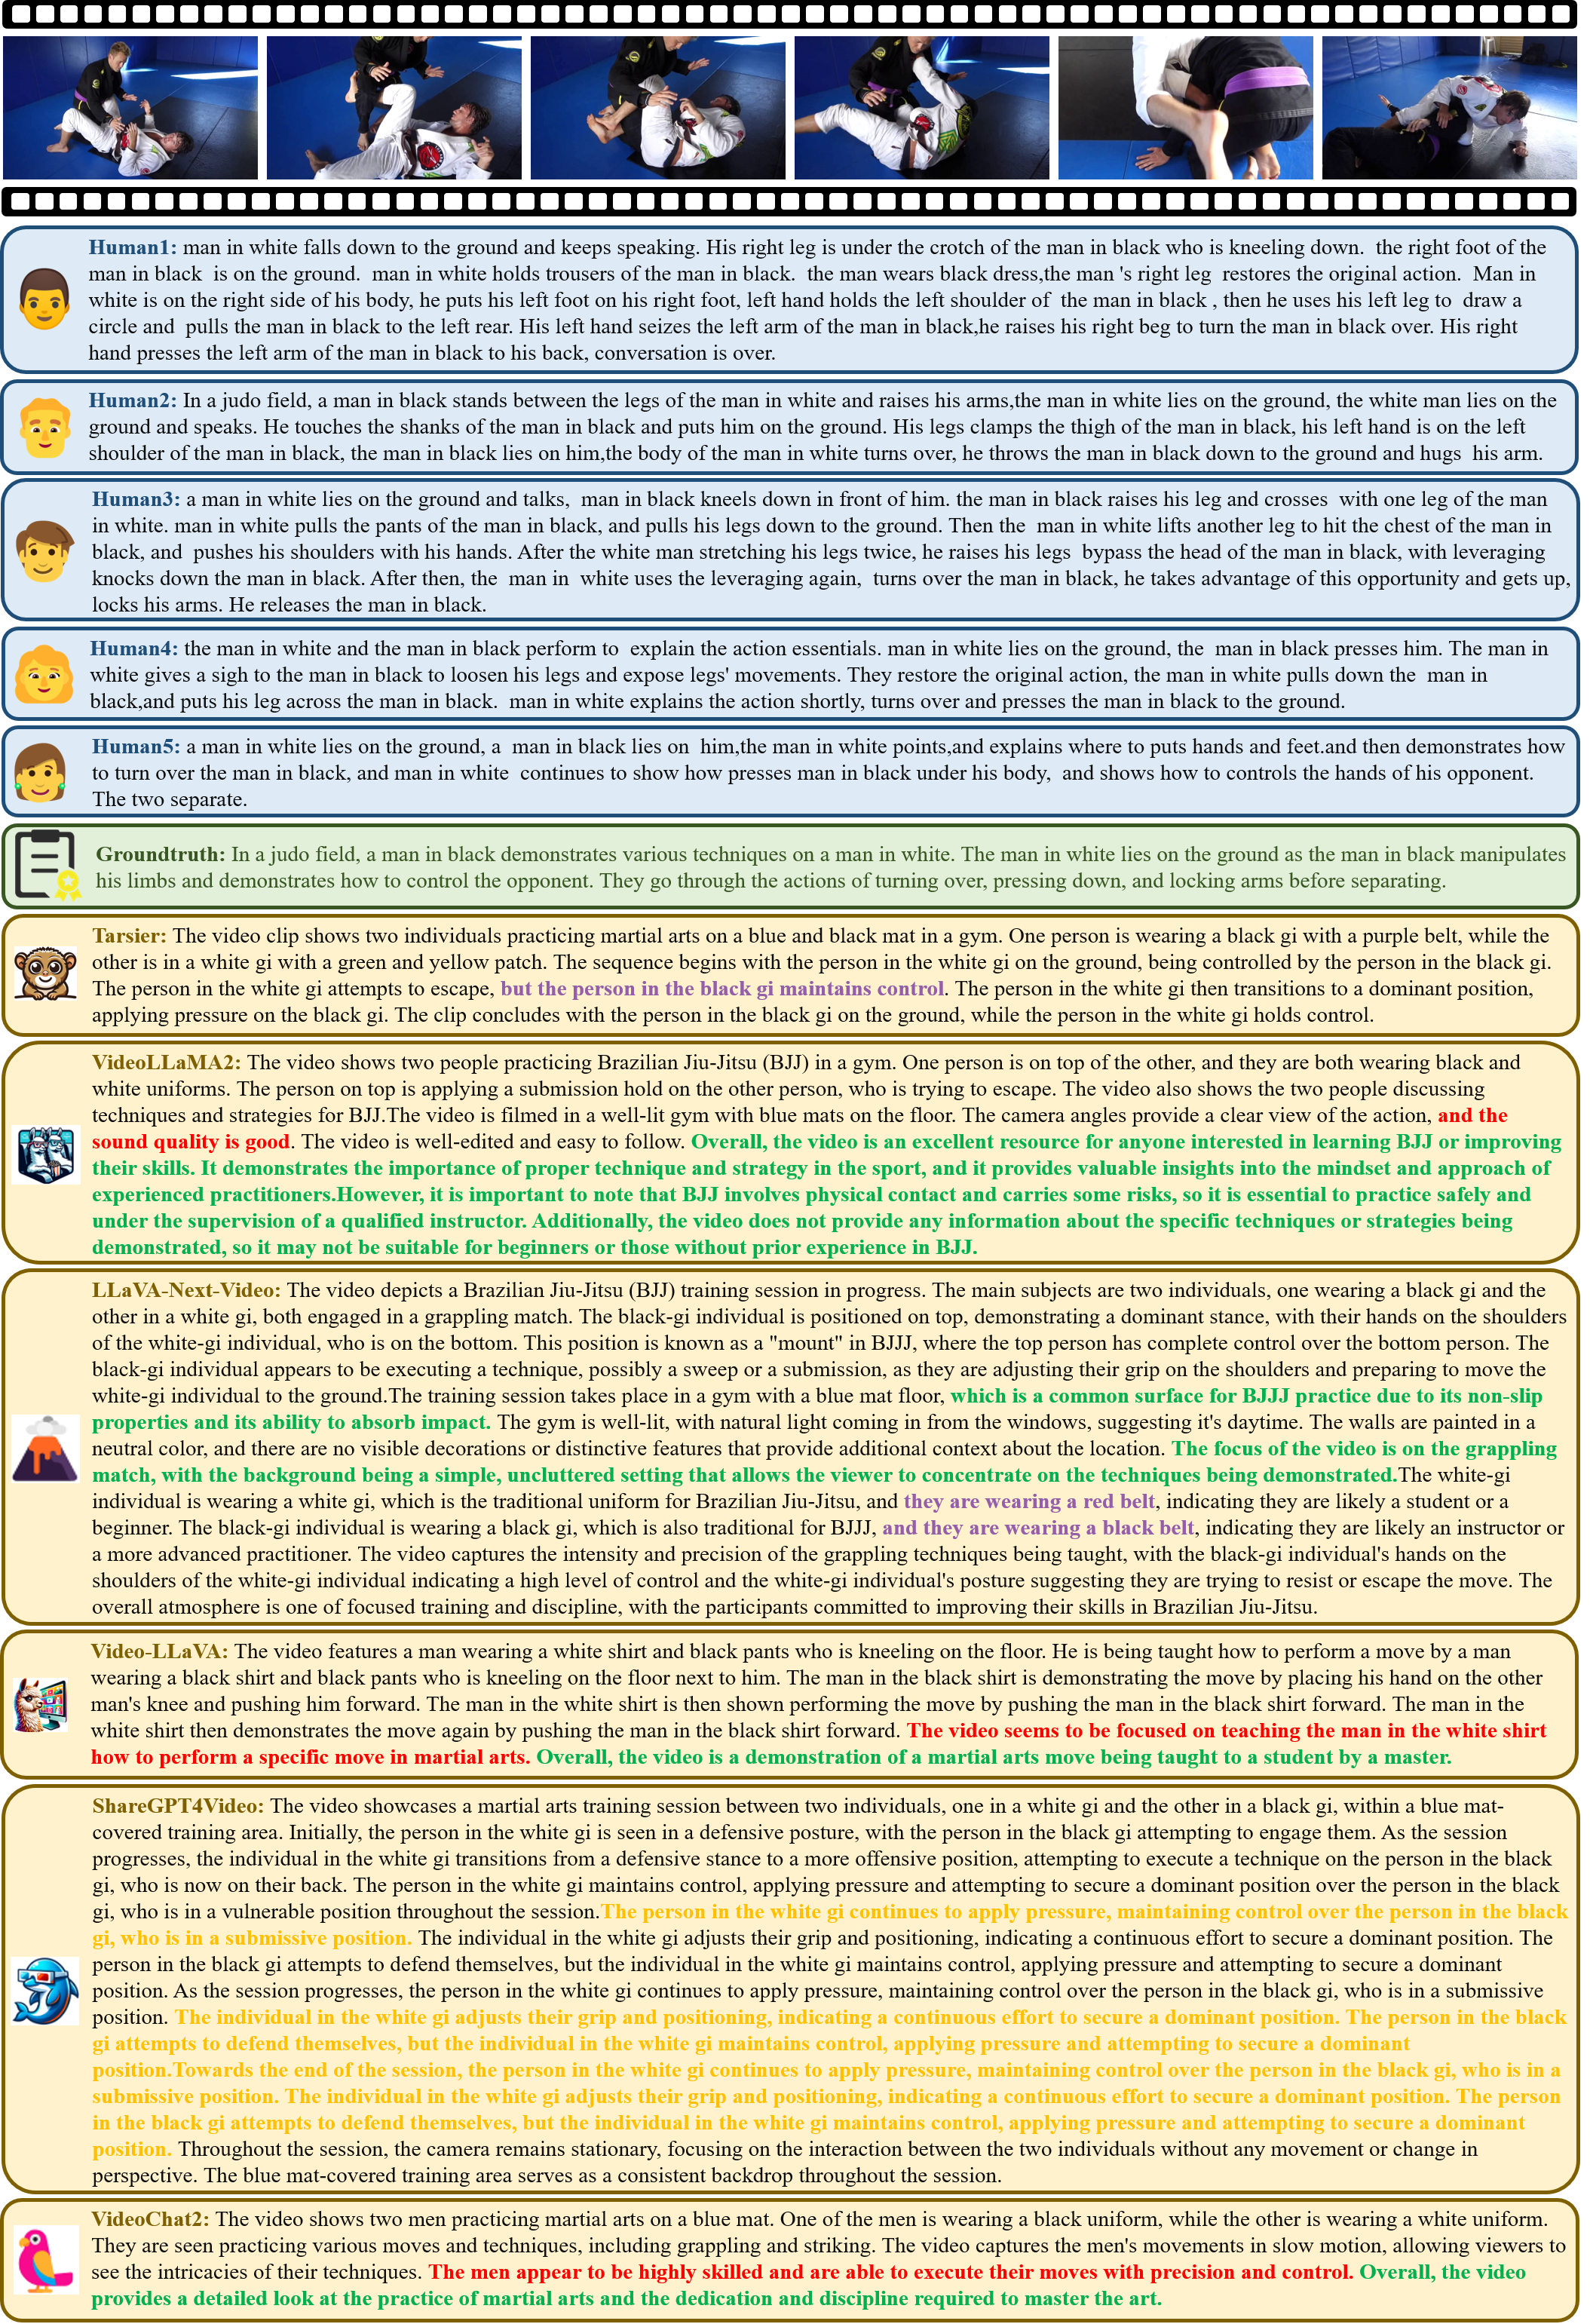 Human1: man in white falls down to the ground and keeps speaking. His right leg is under the crotch of the man in black who is kneeling down.  the right foot of the
man in black  is on the ground.  man in white holds trousers of the man in black.  the man wears black dress,the man 's right leg  restores the original action.  Man in
white is on the right side of his body, he puts his left foot on his right foot, left hand holds the left shoulder of  the man in black , then he uses his left leg to  draw a
circle and  pulls the man in black to the left rear. His left hand seizes the left arm of the man in black,he raises his right beg to turn the man in black over. His right
hand presses the left arm of the man in black to his back, conversation is over.
Human2: In a judo field, a man in black stands between the legs of the man in white and raises his arms,the man in white lies on the ground, the white man lies on the
ground and speaks. He touches the shanks of the man in black and puts him on the ground. His legs clamps the thigh of the man in black, his left hand is on the left
shoulder of the man in black, the man in black lies on him,the body of the man in white turns over, he throws the man in black down to the ground and hugs  his arm.
Human3: a man in white lies on the ground and talks,  man in black kneels down in front of him. the man in black raises his leg and crosses  with one leg of the man
in white. man in white pulls the pants of the man in black, and pulls his legs down to the ground. Then the  man in white lifts another leg to hit the chest of the man in
black, and  pushes his shoulders with his hands. After the white man stretching his legs twice, he raises his legs  bypass the head of the man in black, with leveraging
knocks down the man in black. After then, the  man in  white uses the leveraging again,  turns over the man in black, he takes advantage of this opportunity and gets up,
locks his arms. He releases the man in black.
Human4: the man in white and the man in black perform to  explain the action essentials. man in white lies on the ground, the  man in black presses him. The man in
white gives a sigh to the man in black to loosen his legs and expose legs' movements. They restore the original action, the man in white pulls down the  man in
black,and puts his leg across the man in black.  man in white explains the action shortly, turns over and presses the man in black to the ground.
Human5: a man in white lies on the ground, a  man in black lies on  him,the man in white points,and explains where to puts hands and feet.and then demonstrates how
to turn over the man in black, and man in white  continues to show how presses man in black under his body,  and shows how to controls the hands of his opponent.
The two separate.
Groundtruth: In a judo field, a man in black demonstrates various techniques on a man in white. The man in white lies on the ground as the man in black manipulates
his limbs and demonstrates how to control the opponent. They go through the actions of turning over, pressing down, and locking arms before separating.
Tarsier: The video clip shows two individuals practicing martial arts on a blue and black mat in a gym. One person is wearing a black gi with a purple belt, while the
other is in a white gi with a green and yellow patch. The sequence begins with the person in the white gi on the ground, being controlled by the person in the black gi.
The person in the white gi attempts to escape, but the person in the black gi maintains control. The person in the white gi then transitions to a dominant position,
applying pressure on the black gi. The clip concludes with the person in the black gi on the ground, while the person in the white gi holds control.
VideoLLaMA2: The video shows two people practicing Brazilian Jiu-Jitsu (BJJ) in a gym. One person is on top of the other, and they are both wearing black and
white uniforms. The person on top is applying a submission hold on the other person, who is trying to escape. The video also shows the two people discussing
techniques and strategies for BJJ.The video is filmed in a well-lit gym with blue mats on the floor. The camera angles provide a clear view of the action, and the
sound quality is good. The video is well-edited and easy to follow. Overall, the video is an excellent resource for anyone interested in learning BJJ or improving
their skills. It demonstrates the importance of proper technique and strategy in the sport, and it provides valuable insights into the mindset and approach of
experienced practitioners.However, it is important to note that BJJ involves physical contact and carries some risks, so it is essential to practice safely and
under the supervision of a qualified instructor. Additionally, the video does not provide any information about the specific techniques or strategies being
demonstrated, so it may not be suitable for beginners or those without prior experience in BJJ.
LLaVA-Next-Video: The video depicts a Brazilian Jiu-Jitsu (BJJ) training session in progress. The main subjects are two individuals, one wearing a black gi and the
other in a white gi, both engaged in a grappling match. The black-gi individual is positioned on top, demonstrating a dominant stance, with their hands on the shoulders
of the white-gi individual, who is on the bottom. This position is known as a "mount" in BJJJ, where the top person has complete control over the bottom person. The
black-gi individual appears to be executing a technique, possibly a sweep or a submission, as they are adjusting their grip on the shoulders and preparing to move the
white-gi individual to the ground.The training session takes place in a gym with a blue mat floor, which is a common surface for BJJJ practice due to its non-slip
properties and its ability to absorb impact. The gym is well-lit, with natural light coming in from the windows, suggesting it's daytime. The walls are painted in a
neutral color, and there are no visible decorations or distinctive features that provide additional context about the location. The focus of the video is on the grappling
match, with the background being a simple, uncluttered setting that allows the viewer to concentrate on the techniques being demonstrated.The white-gi
individual is wearing a white gi, which is the traditional uniform for Brazilian Jiu-Jitsu, and they are wearing a red belt, indicating they are likely a student or a
beginner. The black-gi individual is wearing a black gi, which is also traditional for BJJJ, and they are wearing a black belt, indicating they are likely an instructor or
a more advanced practitioner. The video captures the intensity and precision of the grappling techniques being taught, with the black-gi individual's hands on the
shoulders of the white-gi individual indicating a high level of control and the white-gi individual's posture suggesting they are trying to resist or escape the move. The
overall atmosphere is one of focused training and discipline, with the participants committed to improving their skills in Brazilian Jiu-Jitsu.
Video-LLaVA: The video features a man wearing a white shirt and black pants who is kneeling on the floor. He is being taught how to perform a move by a man
wearing a black shirt and black pants who is kneeling on the floor next to him. The man in the black shirt is demonstrating the move by placing his hand on the other
man's knee and pushing him forward. The man in the white shirt is then shown performing the move by pushing the man in the black shirt forward. The man in the
white shirt then demonstrates the move again by pushing the man in the black shirt forward. The video seems to be focused on teaching the man in the white shirt
how to perform a specific move in martial arts. Overall, the video is a demonstration of a martial arts move being taught to a student by a master.
ShareGPT4Video: The video showcases a martial arts training session between two individuals, one in a white gi and the other in a black gi, within a blue mat-
covered training area. Initially, the person in the white gi is seen in a defensive posture, with the person in the black gi attempting to engage them. As the session
progresses, the individual in the white gi transitions from a defensive stance to a more offensive position, attempting to execute a technique on the person in the black
gi, who is now on their back. The person in the white gi maintains control, applying pressure and attempting to secure a dominant position over the person in the black
gi, who is in a vulnerable position throughout the session.The person in the white gi continues to apply pressure, maintaining control over the person in the black
gi, who is in a submissive position. The individual in the white gi adjusts their grip and positioning, indicating a continuous effort to secure a dominant position. The
person in the black gi attempts to defend themselves, but the individual in the white gi maintains control, applying pressure and attempting to secure a dominant
position. As the session progresses, the person in the white gi continues to apply pressure, maintaining control over the person in the black gi, who is in a submissive
position. The individual in the white gi adjusts their grip and positioning, indicating a continuous effort to secure a dominant position. The person in the black
gi attempts to defend themselves, but the individual in the white gi maintains control, applying pressure and attempting to secure a dominant
position.Towards the end of the session, the person in the white gi continues to apply pressure, maintaining control over the person in the black gi, who is in a
submissive position. The individual in the white gi adjusts their grip and positioning, indicating a continuous effort to secure a dominant position. The person
in the black gi attempts to defend themselves, but the individual in the white gi maintains control, applying pressure and attempting to secure a dominant
position. Throughout the session, the camera remains stationary, focusing on the interaction between the two individuals without any movement or change in
perspective. The blue mat-covered training area serves as a consistent backdrop throughout the session.
VideoChat2: The video shows two men practicing martial arts on a blue mat. One of the men is wearing a black uniform, while the other is wearing a white uniform.
They are seen practicing various moves and techniques, including grappling and striking. The video captures the men's movements in slow motion, allowing viewers to
see the intricacies of their techniques. The men appear to be highly skilled and are able to execute their moves with precision and control. Overall, the video
provides a detailed look at the practice of martial arts and the dedication and discipline required to master the art.